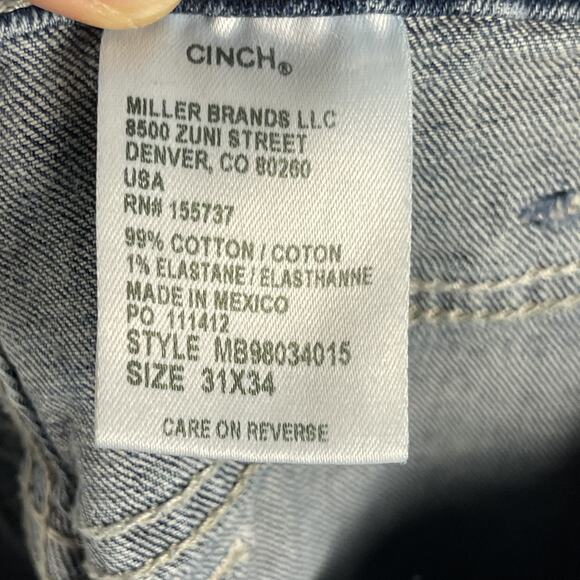 CINCH®
MILLER BRANDS LLC
8500 ZUNI STREET
DENVER, CO 80260
USA
RN# 155737
99% COTTON / COTON
1% ELASTANE / ELASTHANNE
MADE IN MEXICO
PO 111412
STYLE MB98034015
SIZE 31X34
CARE ON REVERSE